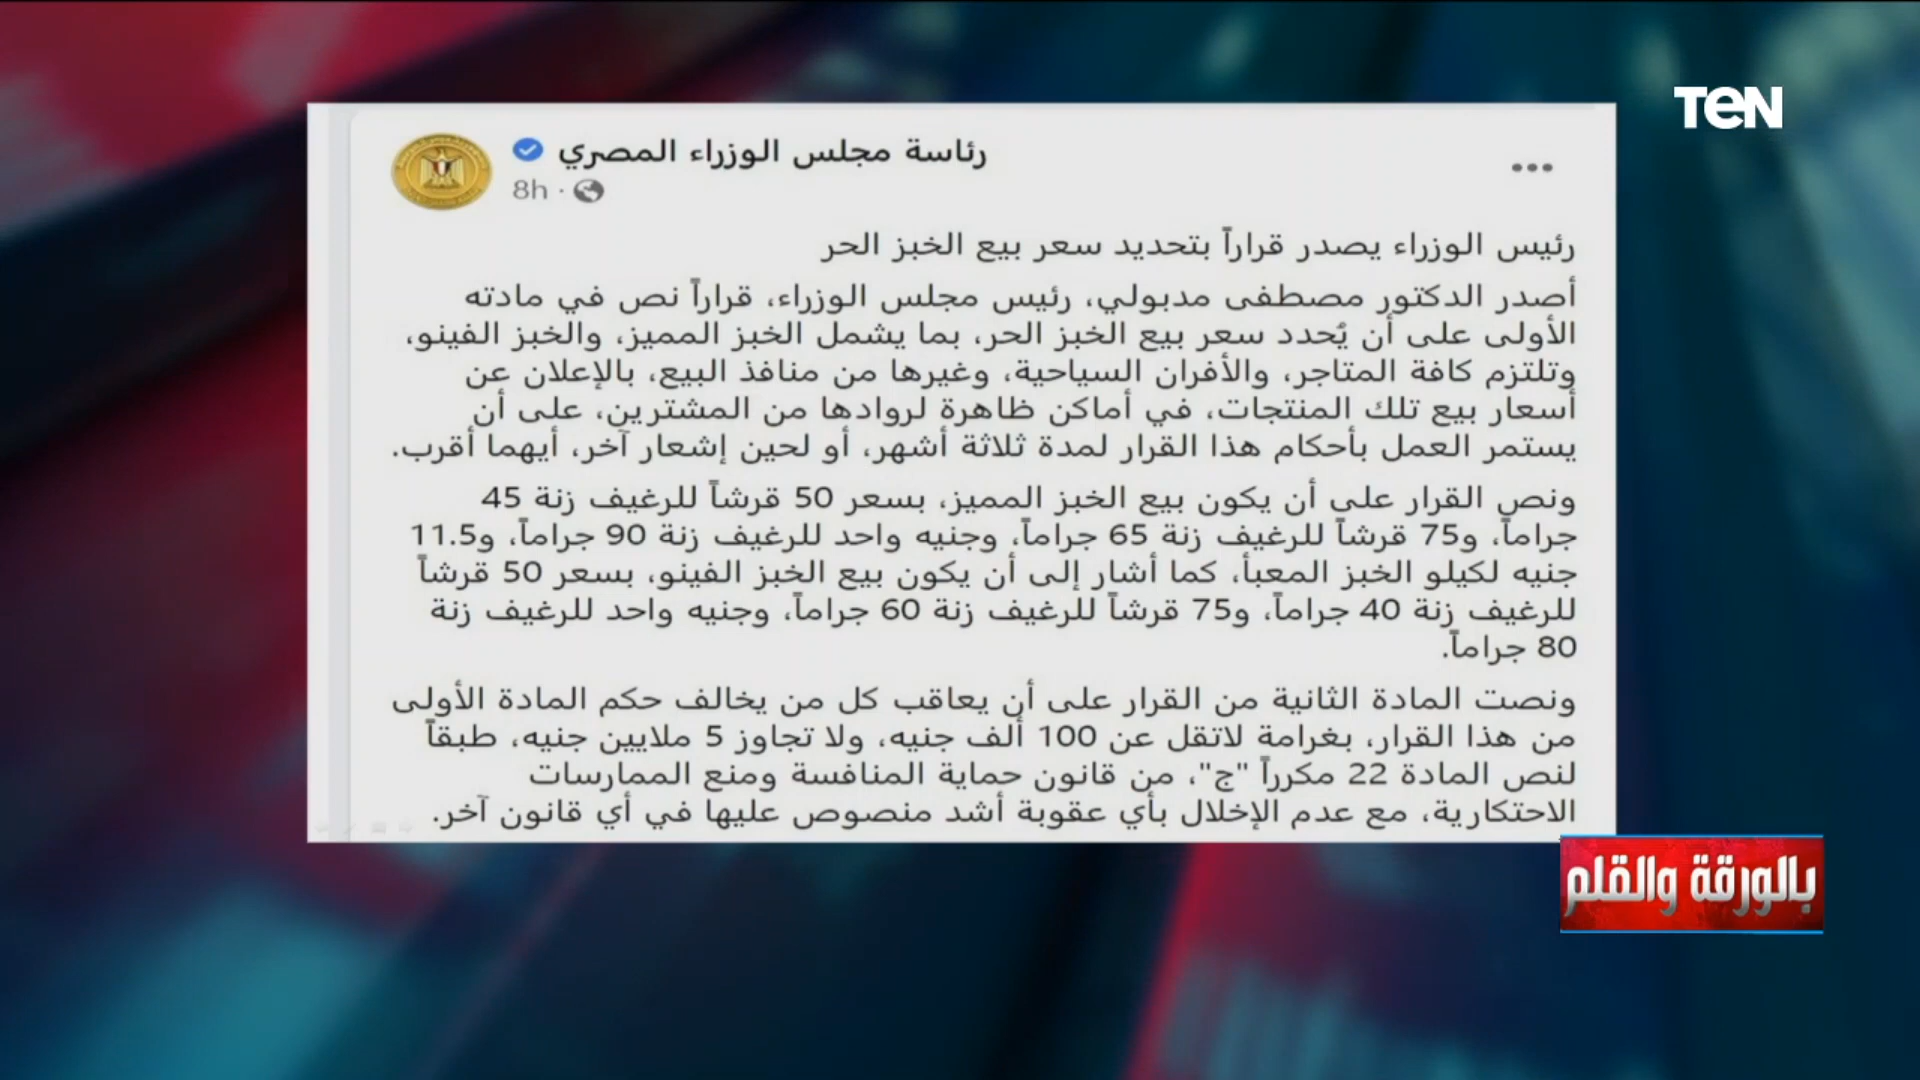 TeN
رئاسة مجلس الوزراء المصري
8h ·
رئيس الوزراء يصدر قراراً بتحديد سعر بيع الخبز الحر
أصدر الدكتور مصطفى مدبولي، رئيس مجلس الوزراء، قراراً نص في مادته
الأولى على أن يُحدد سعر بيع الخبز الحر، بما يشمل الخبز المميز، والخبز الفينو،
وتلتزم كافة المتاجر، والأفران السياحية، وغيرها من منافذ البيع، بالإعلان عن
أسعار بيع تلك المنتجات، في أماكن ظاهرة لروادها من المشترين، على أن
يستمر العمل بأحكام هذا القرار لمدة ثلاثة أشهر، أو لحين إشعار آخر، أيهما أقرب.
ونص القرار على أن يكون بيع الخبز المميز، بسعر 50 قرشاً للرغيف زنة 45
جراماً، و75 قرشاً للرغيف زنة 65 جراماً، وجنيه واحد للرغيف زنة 90 جراماً، و11.5
جنيه لكيلو الخبز المعبأ، كما أشار إلى أن يكون بيع الخبز الفينو، بسعر 50 قرشاً
للرغيف زنة 40 جراماً، و75 قرشاً للرغيف زنة 60 جراماً، وجنيه واحد للرغيف زنة
80 جراماً.
ونصت المادة الثانية من القرار على أن يعاقب كل من يخالف حكم المادة الأولى
من هذا القرار، بغرامة لاتقل عن 100 ألف جنيه، ولا تجاوز 5 ملايين جنيه، طبقاً
لنص المادة 22 مكرراً "ج"، من قانون حماية المنافسة ومنع الممارسات
الاحتكارية، مع عدم الإخلال بأي عقوبة أشد منصوص عليها في أي قانون آخر.
بالورقة والقلم